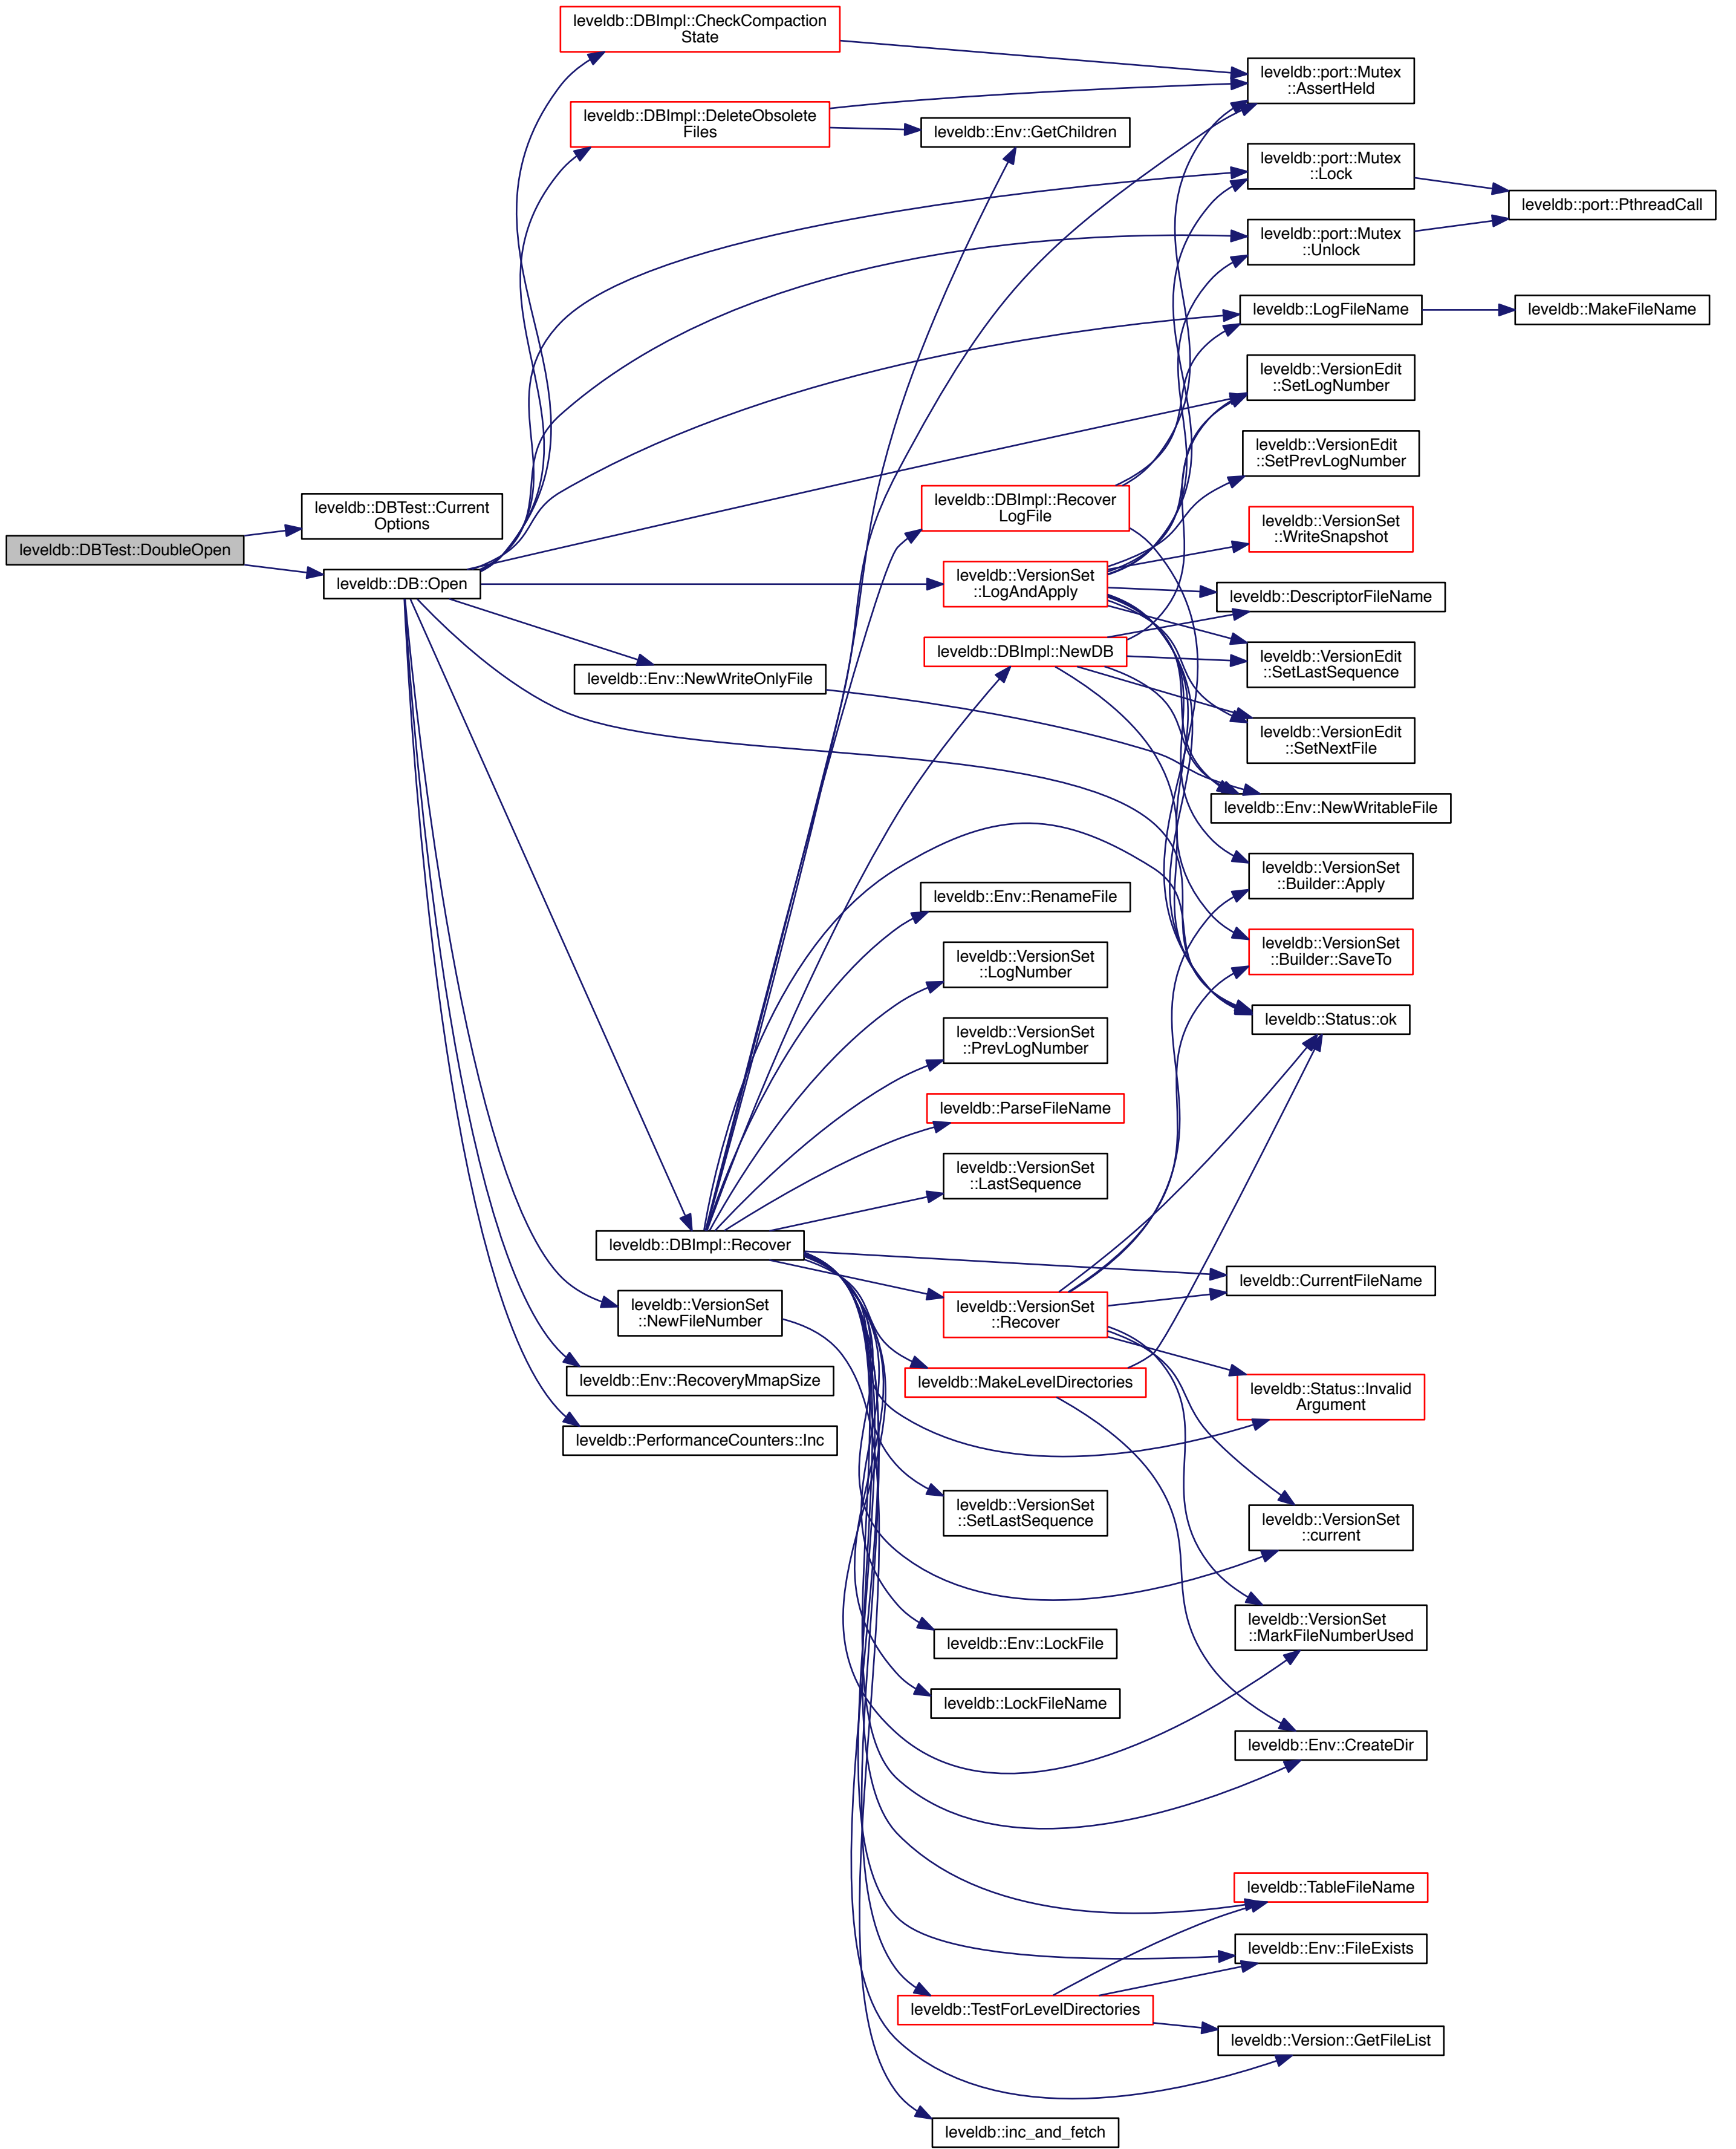 leveldb::DBTest::DoubleOpen
leveldb::DBTest::Current
Options
leveldb::DB::Open
leveldb::DBImpl::CheckCompaction
State
leveldb::DBImpl::DeleteObsolete
Files
leveldb::Env::NewWriteOnlyFile
leveldb::DBImpl::Recover
leveldb::VersionSet
::NewFileNumber
leveldb::Env::RecoveryMmapSize
leveldb::PerformanceCounters::Inc
leveldb::Env::GetChildren
leveldb::DBImpl::Recover
LogFile
leveldb::VersionSet
::LogAndApply
leveldb::DBImpl::NewDB
leveldb::Env::RenameFile
leveldb::VersionSet
::LogNumber
leveldb::VersionSet
::PrevLogNumber
leveldb::ParseFileName
leveldb::VersionSet
::LastSequence
leveldb::VersionSet
::Recover
leveldb::MakeLevelDirectories
leveldb::VersionSet
::SetLastSequence
leveldb::Env::LockFile
leveldb::LockFileName
leveldb::TestForLevelDirectories
leveldb::inc_and_fetch
leveldb::port::Mutex
::AssertHeld
leveldb::port::Mutex
::Lock
leveldb::port::Mutex
::Unlock
leveldb::LogFileName
leveldb::VersionEdit
::SetLogNumber
leveldb::VersionEdit
::SetPrevLogNumber
leveldb::VersionSet
::WriteSnapshot
leveldb::DescriptorFileName
leveldb::VersionEdit
::SetLastSequence
leveldb::VersionEdit
::SetNextFile
leveldb::Env::NewWritableFile
leveldb::VersionSet
::Builder::Apply
leveldb::VersionSet
::Builder::SaveTo
leveldb::Status::ok
leveldb::CurrentFileName
leveldb::Status::Invalid
Argument
leveldb::VersionSet
::current
leveldb::VersionSet
::MarkFileNumberUsed
leveldb::Env::CreateDir
leveldb::TableFileName
leveldb::Env::FileExists
leveldb::Version::GetFileList
leveldb::port::PthreadCall
leveldb::MakeFileName